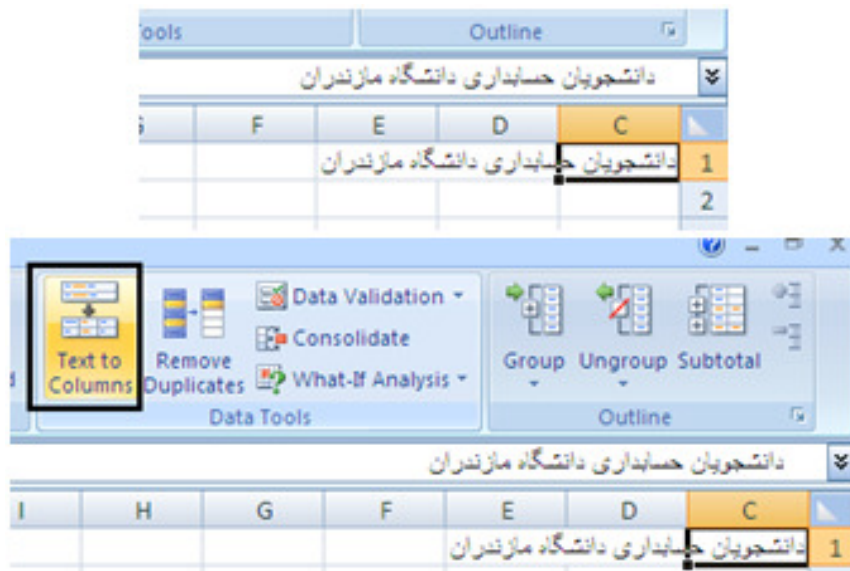 ools
Outline
دانشجویان حسابداری دانشگاه مازندران
F E D C
دانشجویان حسابداری دانشگاه مازندران 1
2
Text to Columns
Remove Duplicates
Data Validation
Consolidate
What-If Analysis
Data Tools
Group Ungroup Subtotal
Outline
دانشجویان حسابداری دانشگاه مازندران
I H G F E D C
دانشجویان حسابداری دانشگاه مازندران 1